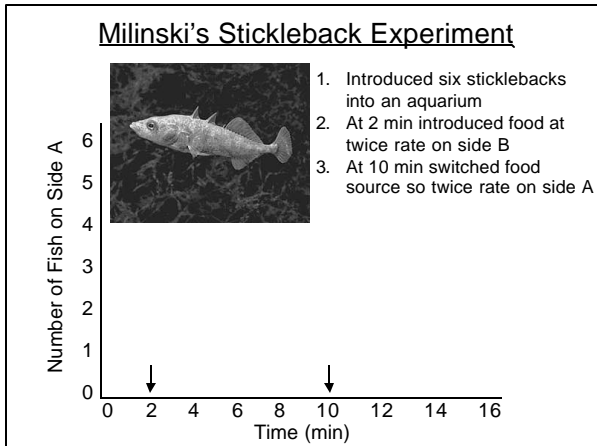 Milinski's Stickleback Experiment
1. Introduced six sticklebacks
into an aquarium
2. At 2 min introduced food at
twice rate on side B
3. At 10 min switched food
source so twice rate on side A
Number of Fish on Side A
6
5
4
3
2
1
0
0 2 4 6 8 10 12 14 16
Time (min)